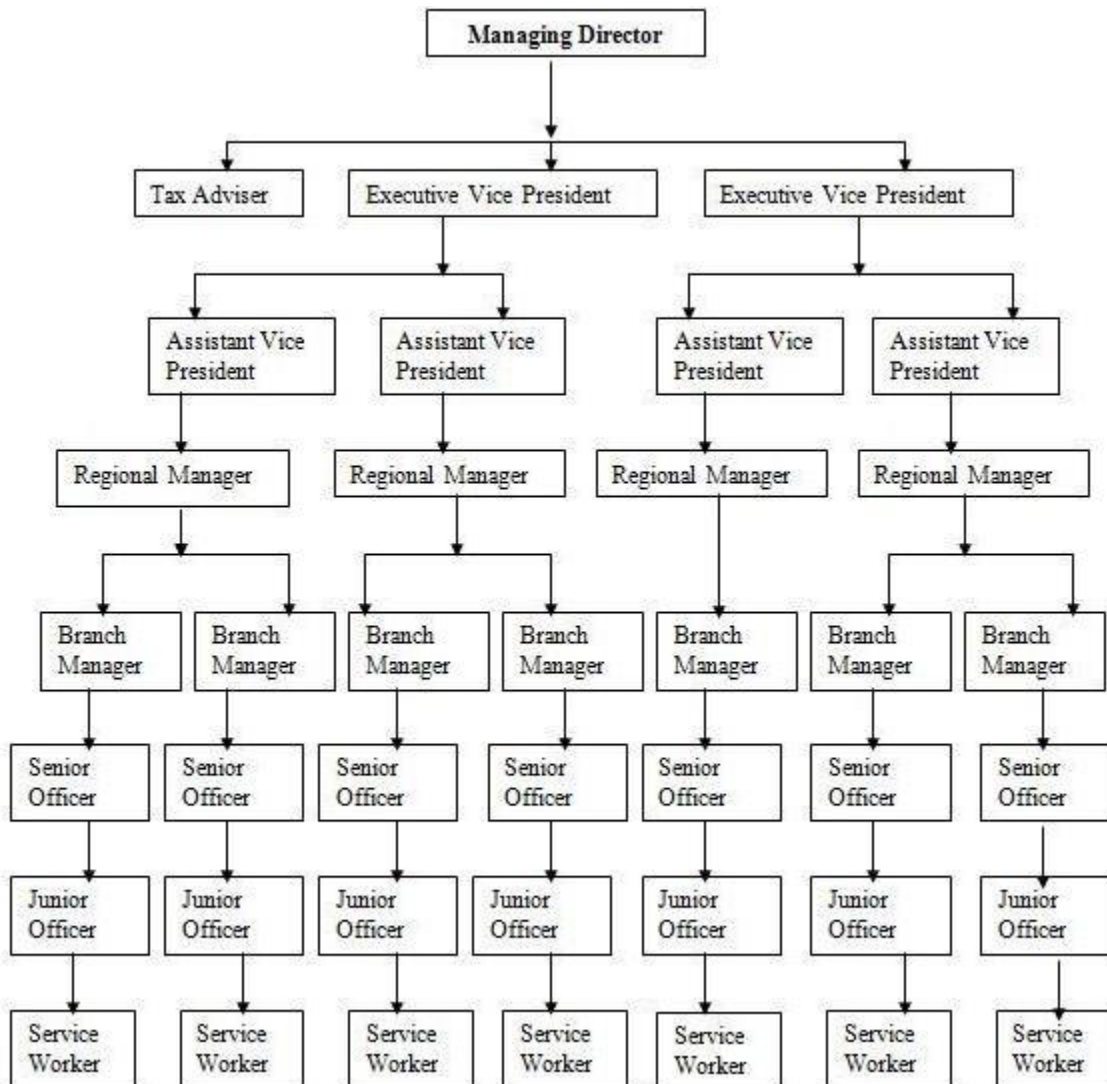 Managing Director
Tax Adviser
Executive Vice President
Executive Vice President
Assistant Vice
President
Assistant Vice
President
Assistant Vice
President
Assistant Vice
President
Regional Manager
Regional Manager
Regional Manager
Regional Manager
Branch
Manager
Branch
Manager
Branch
Manager
Branch
Manager
Branch
Manager
Branch
Manager
Branch
Manager
Senior
Officer
Senior
Officer
Senior
Officer
Senior
Officer
Senior
Officer
Senior
Officer
Senior
Officer
Junior
Officer
Junior
Officer
Junior
Officer
Junior
Officer
Junior
Officer
Junior
Officer
Junior
Officer
Service
Worker
Service
Worker
Service
Worker
Service
Worker
Service
Worker
Service
Worker
Service
Worker